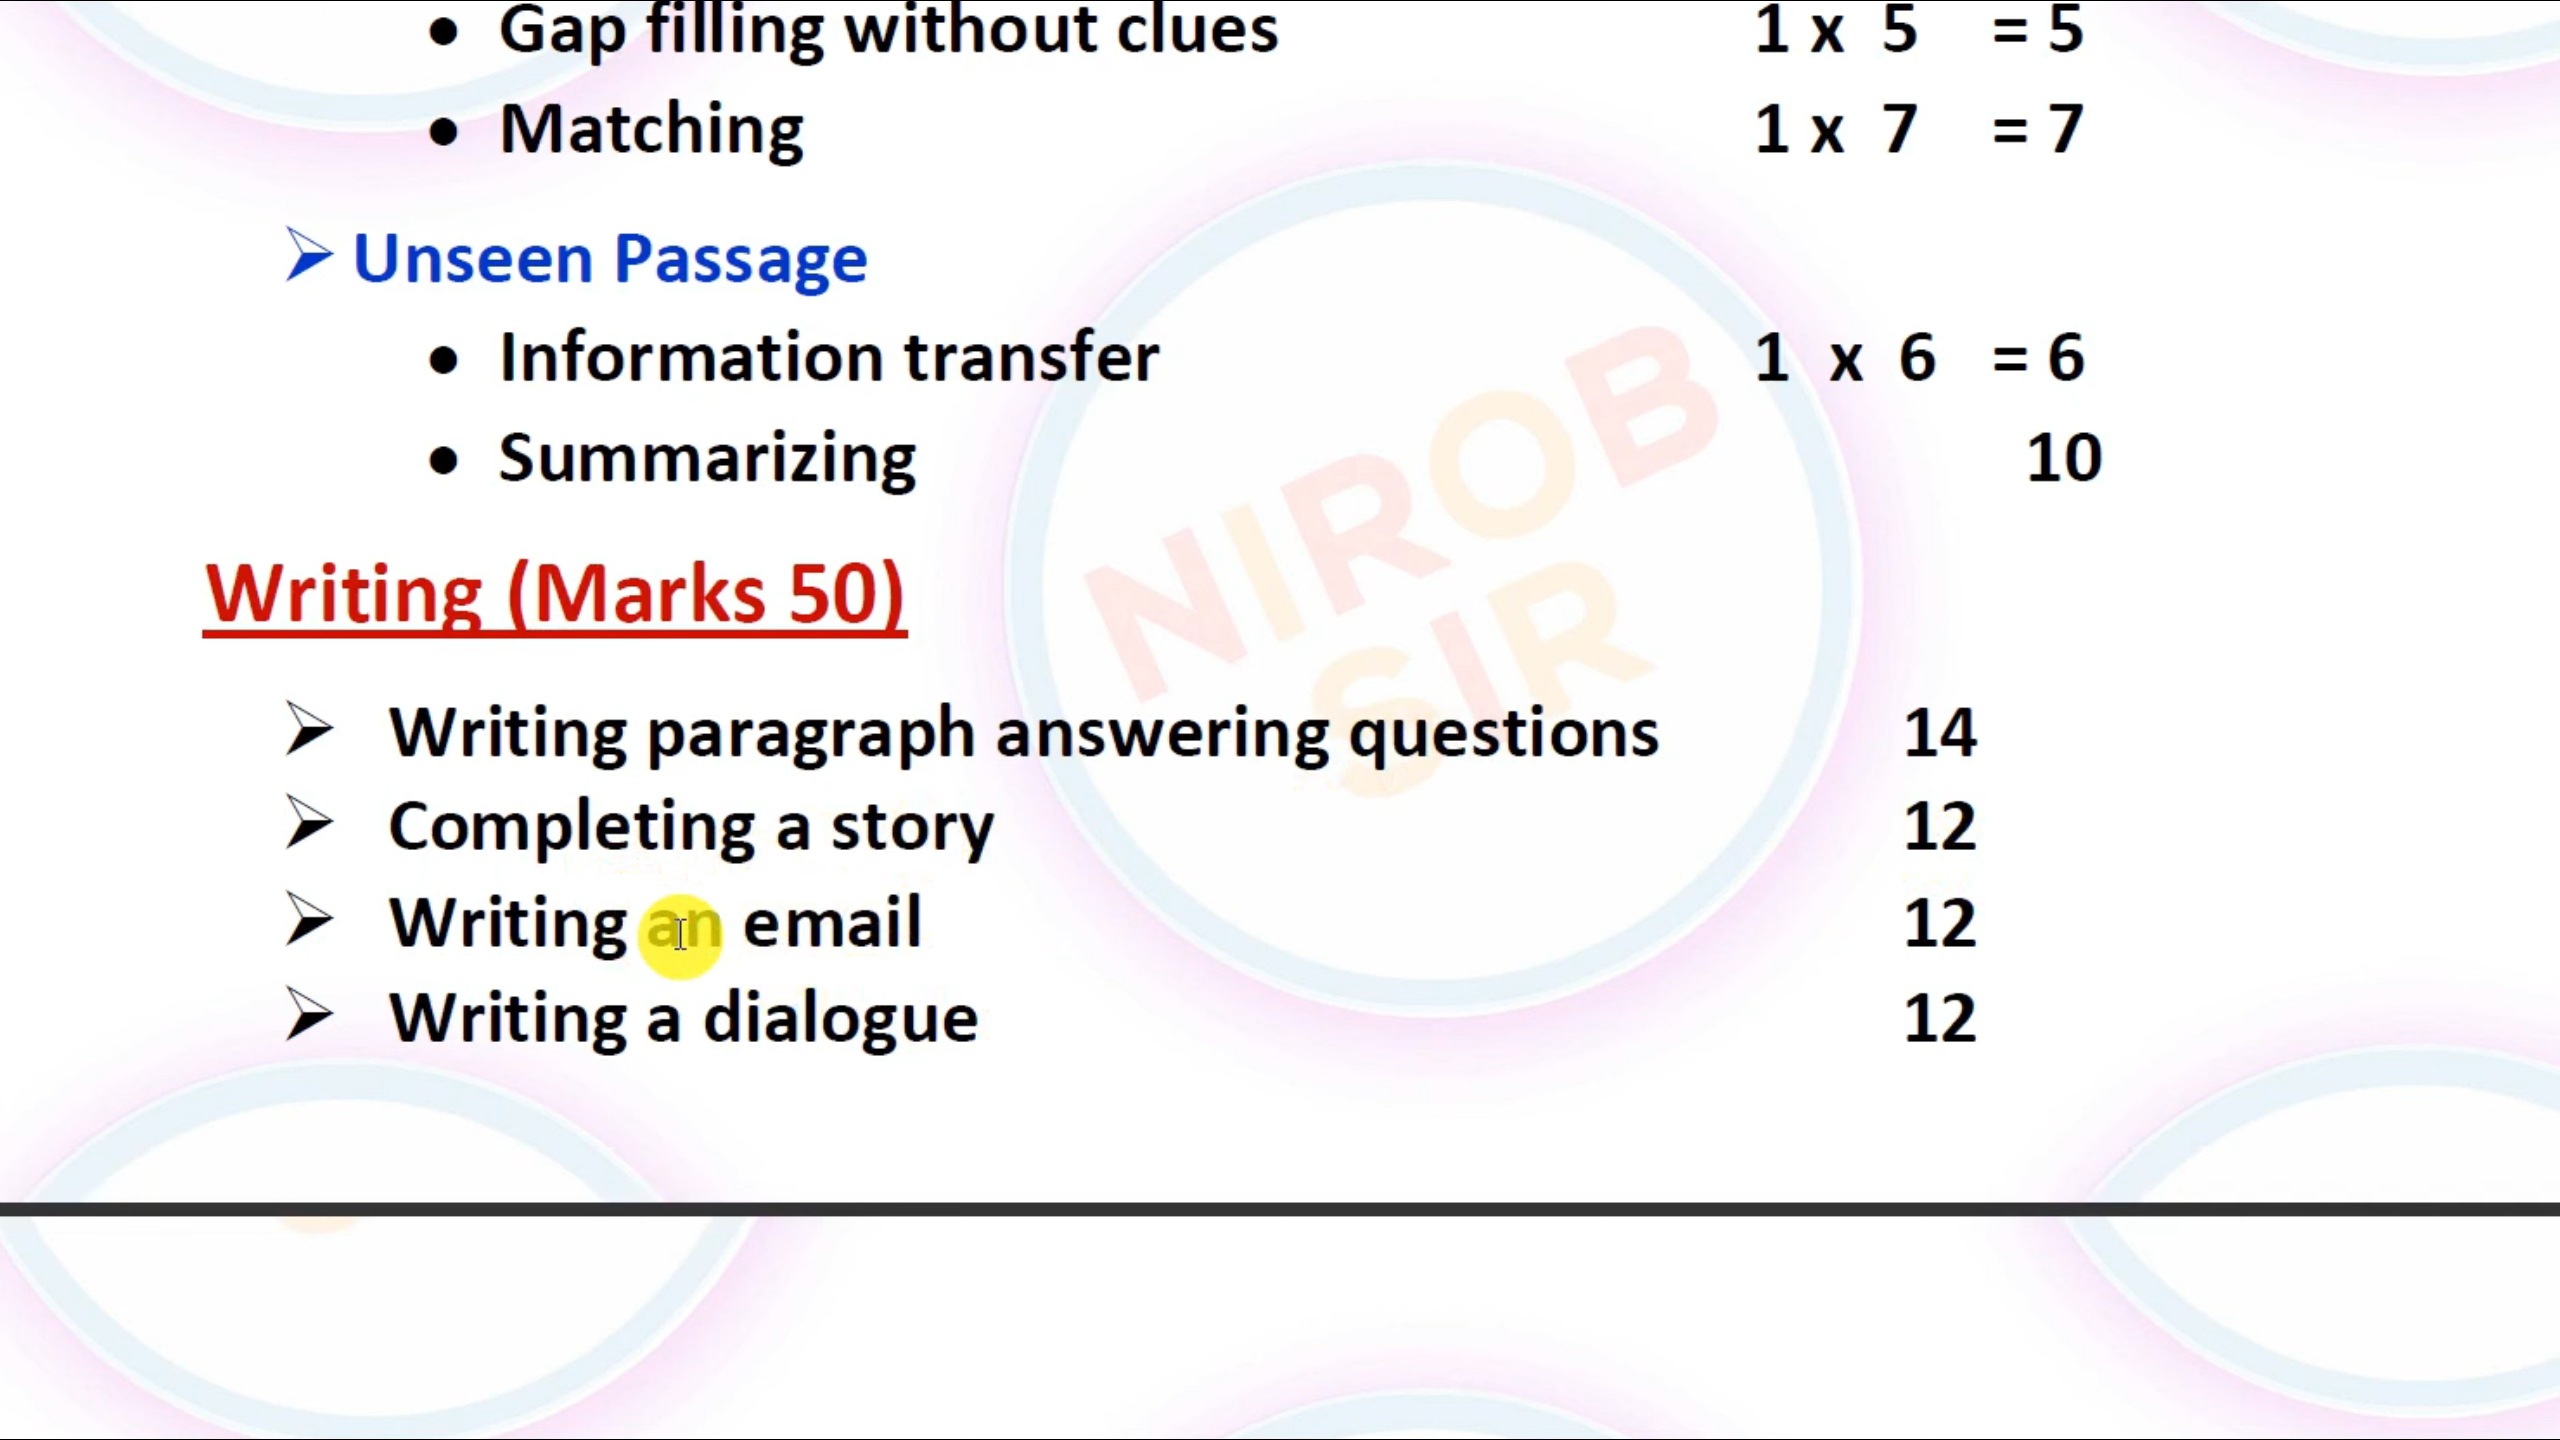 • Gap filling without clues 1 x 5 = 5
• Matching 1 x 7 = 7
➢ Unseen Passage
• Information transfer 1 x 6 = 6
• Summarizing 10
NIROB
SIR
Writing (Marks 50)
➢ Writing paragraph answering questions 14
➢ Completing a story 12
➢ Writing an email 12
➢ Writing a dialogue 12